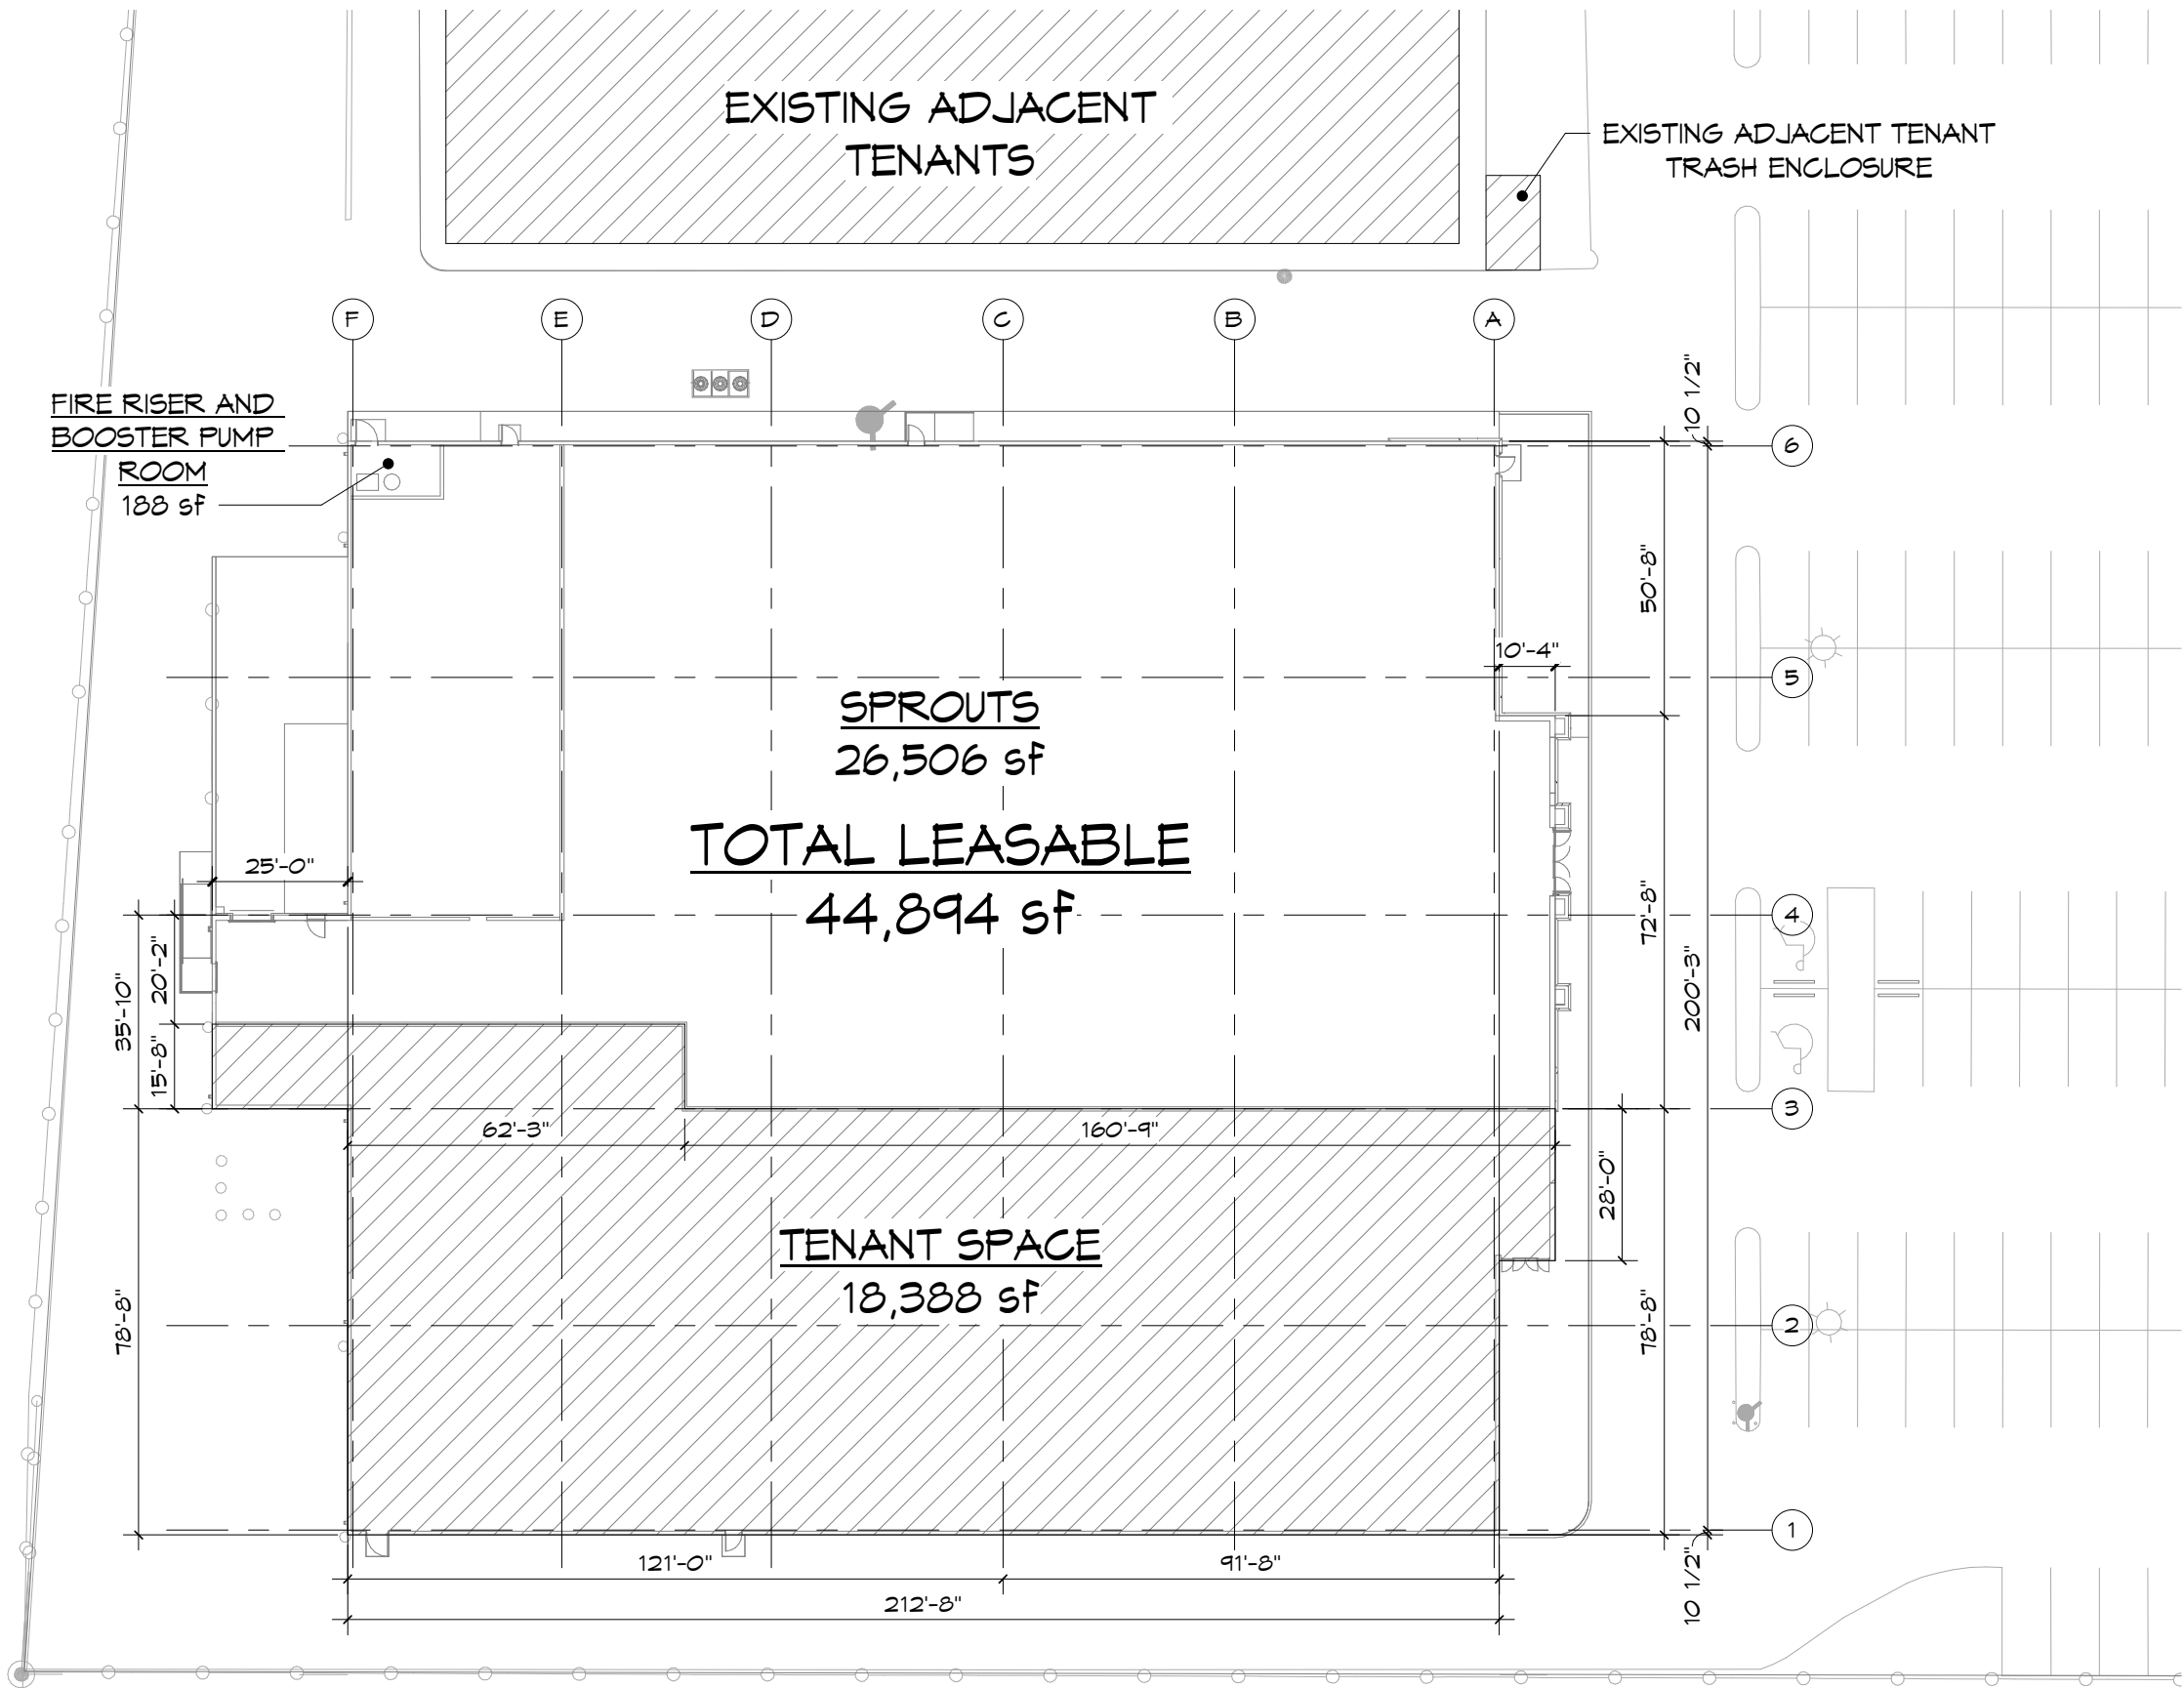 EXISTING ADJACENT
TENANTS
EXISTING ADJACENT TENANT
TRASH ENCLOSURE
F
E
D
C
B
A
10 1/2"
FIRE RISER AND
BOOSTER PUMP
ROOM
188 sf
6
50'-8"
10'-4"
5
SPROUTS
26,506 sf
TOTAL LEASABLE
44,894 sf
25'-0"
72'-8"
4
200'-3"
20'-2"
35'-10"
15'-8"
3
62'-3"
160'-9"
28'-0"
TENANT SPACE
18,388 sf
78'-8"
78'-8"
2
1
121'-0"
91'-8"
10 1/2"
212'-8"